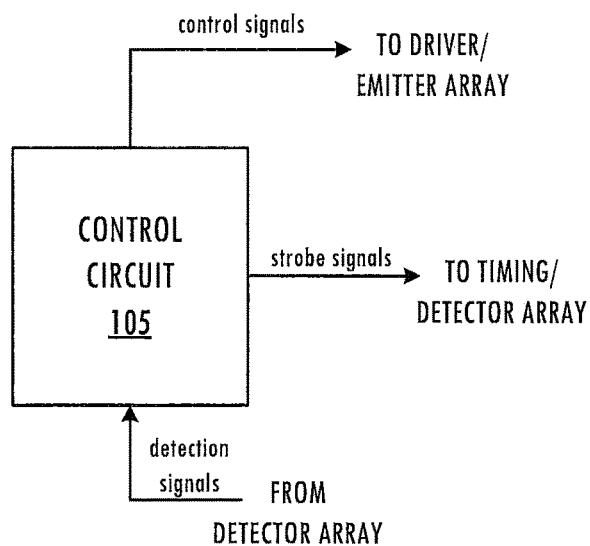 control signals
TO DRIVER/
EMITTER ARRAY
CONTROL
CIRCUIT
105
strobe signals
TO TIMING/
DETECTOR ARRAY
detection
signals
FROM
DETECTOR ARRAY